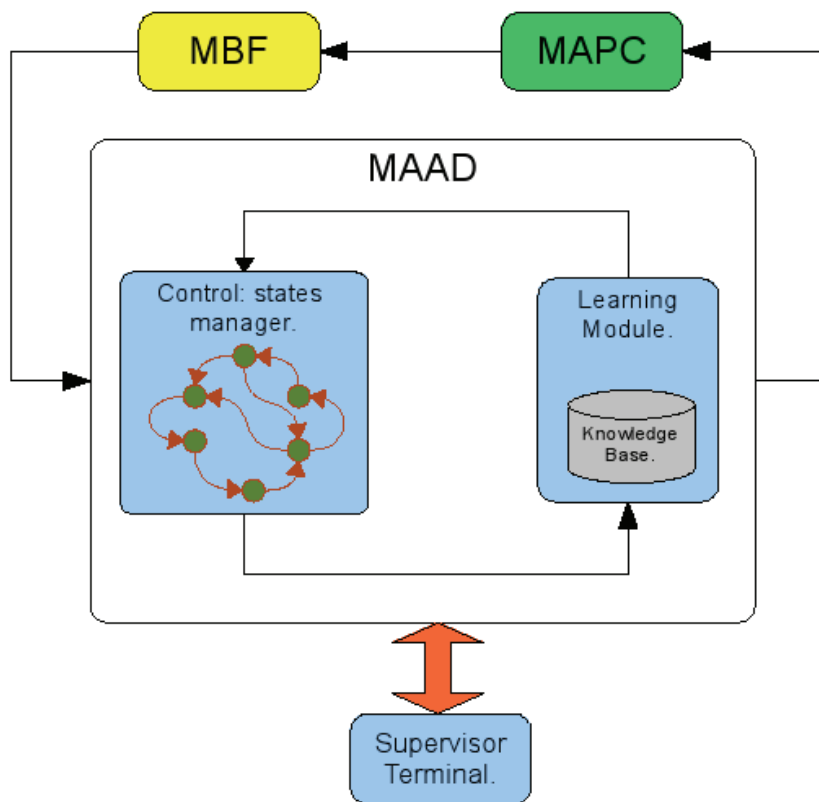 MBF
MAPC
MAAD
Control: states
manager.
Learning
Module.
Knowledge
Base.
Supervisor
Terminal.